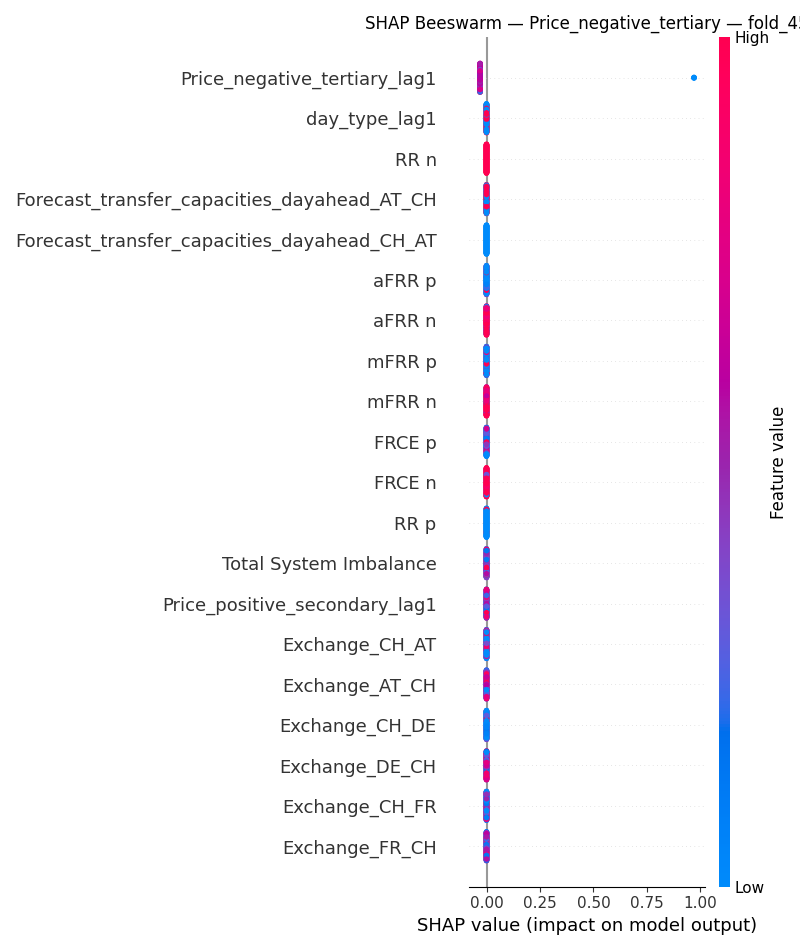 SHAP Beeswarm — Price_negative_tertiary — fold_45
High
Price_negative_tertiary_lag1
day_type_lag1
RR n
Forecast_transfer_capacities_dayahead_AT_CH
Forecast_transfer_capacities_dayahead_CH_AT
aFRR p
aFRR n
mFRR p
mFRR n
FRCE p
FRCE n
RR p
Total System Imbalance
Price_positive_secondary_lag1
Exchange_CH_AT
Exchange_AT_CH
Exchange_CH_DE
Exchange_DE_CH
Exchange_CH_FR
Exchange_FR_CH
Feature value
Low
0.00 0.25 0.50 0.75 1.00
SHAP value (impact on model output)